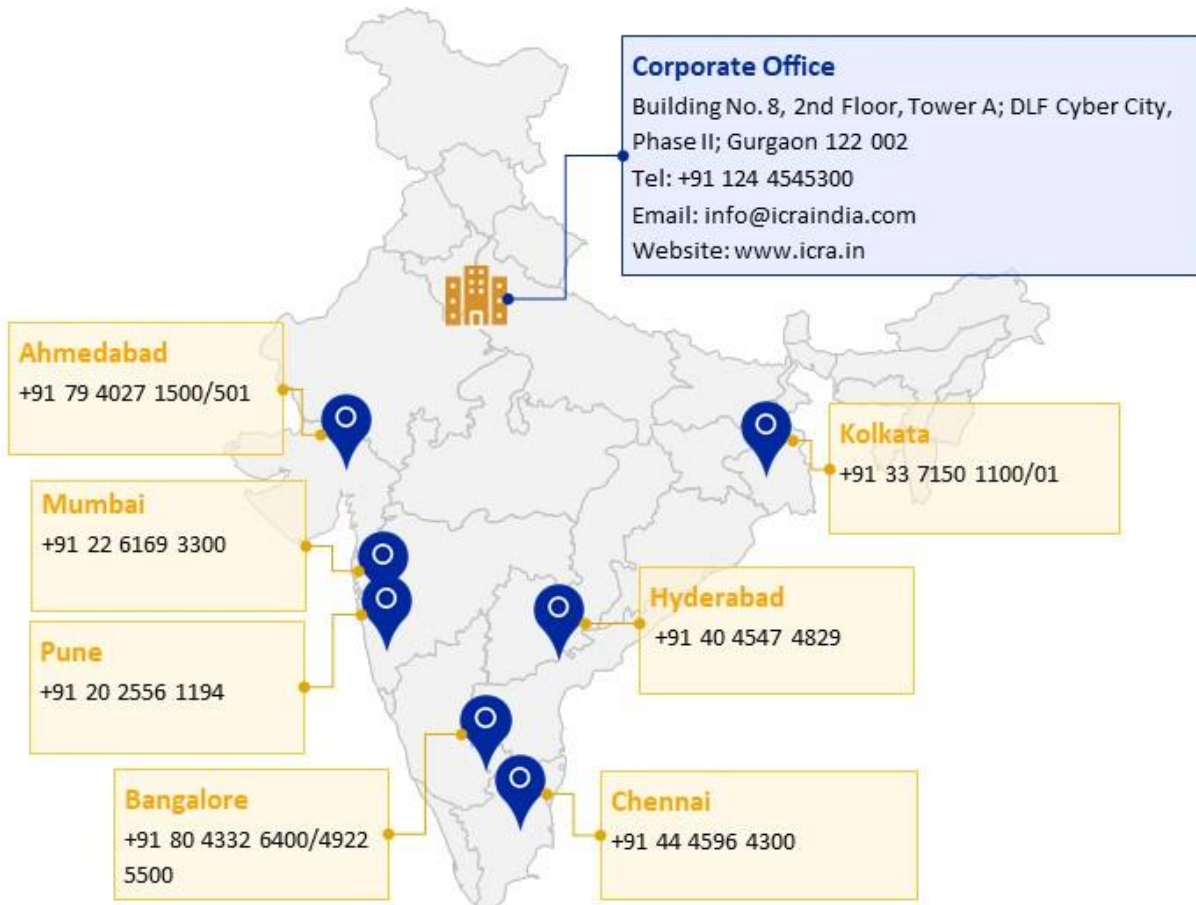 Corporate Office
Building No. 8, 2nd Floor, Tower A; DLF Cyber City,
Phase II; Gurgaon 122 002
Tel: +91 124 4545300
Email: info@icraindia.com
Website: www.icra.in
Ahmedabad
+91 79 4027 1500/501
Kolkata
+91 33 7150 1100/01
Mumbai
+91 22 6169 3300
Hyderabad
+91 40 4547 4829
Pune
+91 20 2556 1194
Bangalore
+91 80 4332 6400/4922
5500
Chennai
+91 44 4596 4300